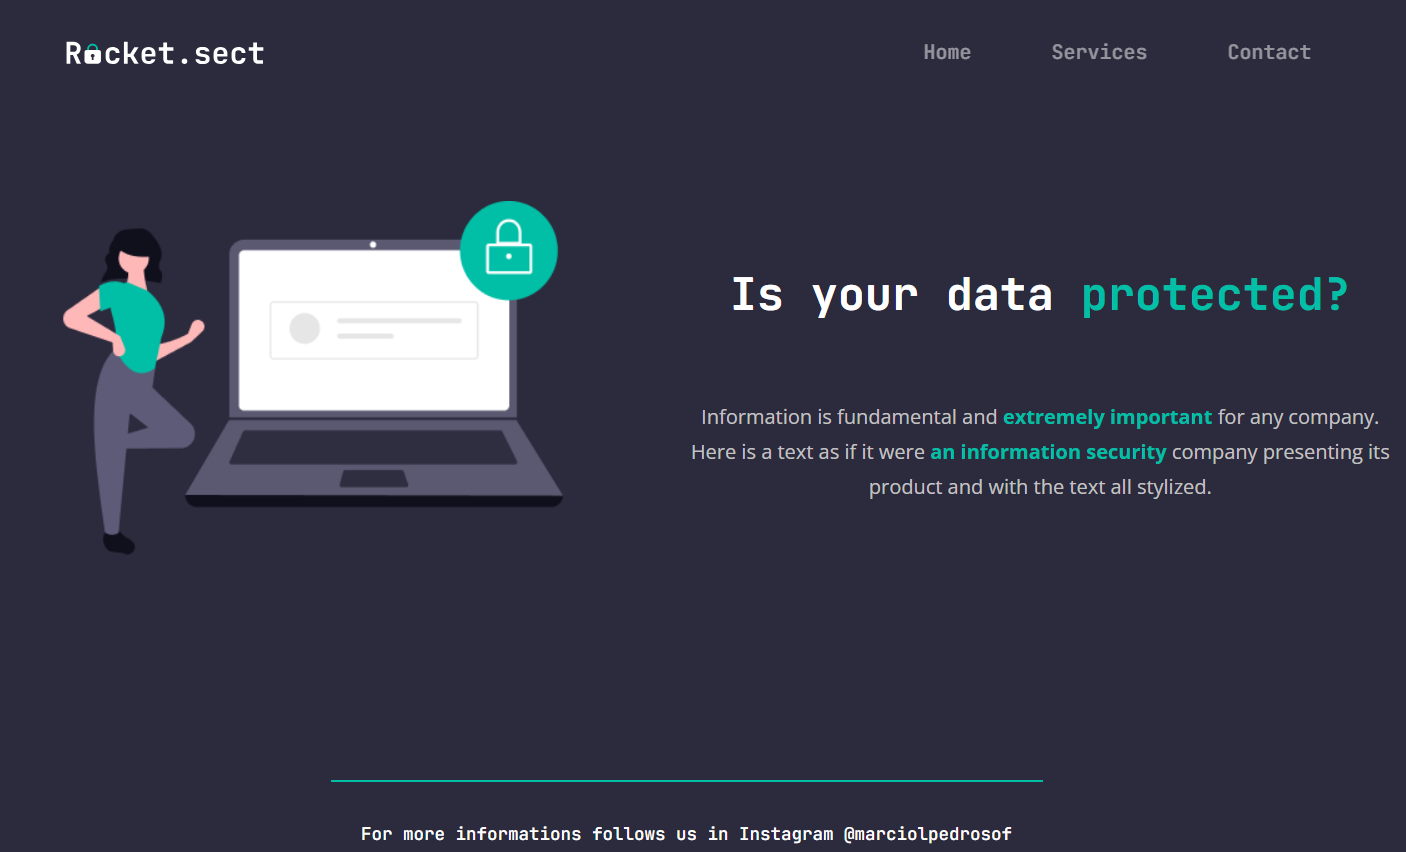 Rocket.sect
Home Services Contact
Is your data protected?
Information is fundamental and extremely important for any company.
Here is a text as if it were an information security company presenting its
product and with the text all stylized.
For more informations follows us in Instagram @marciolpedrosof